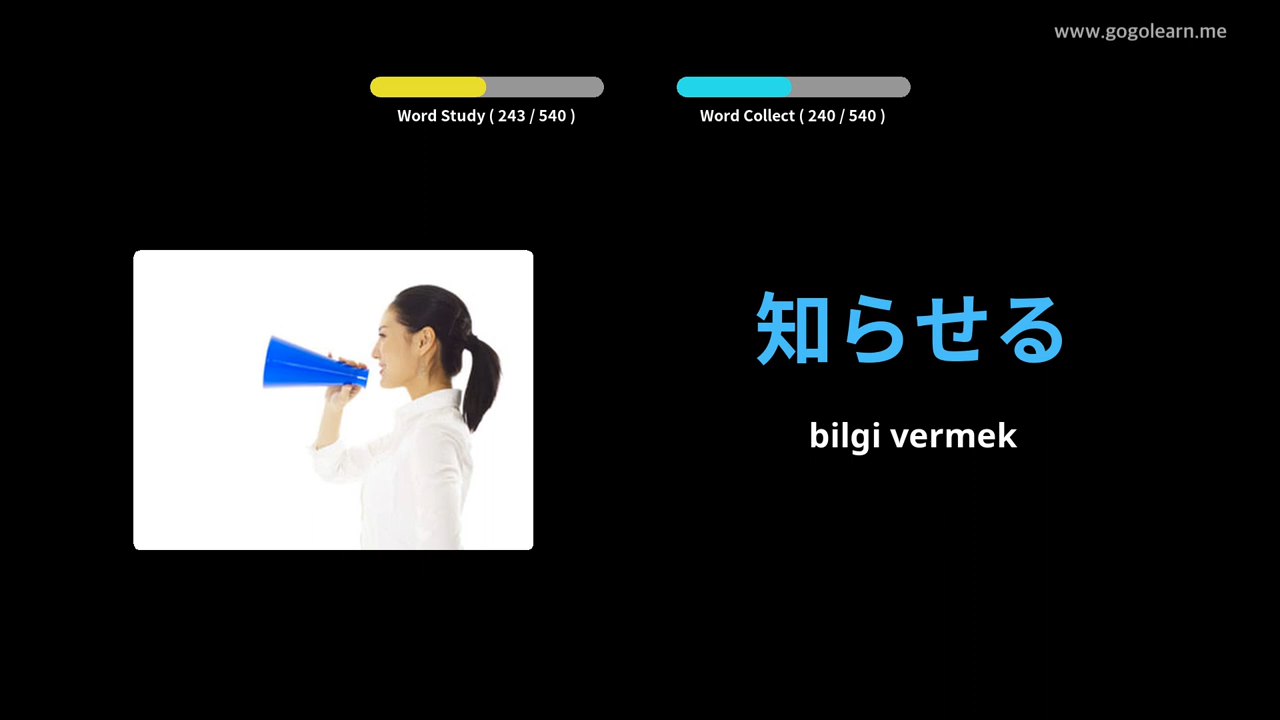 www.gogolearn.me
Word Study ( 243 / 540 )
Word Collect ( 240 / 540 )
知らせる
bilgi vermek